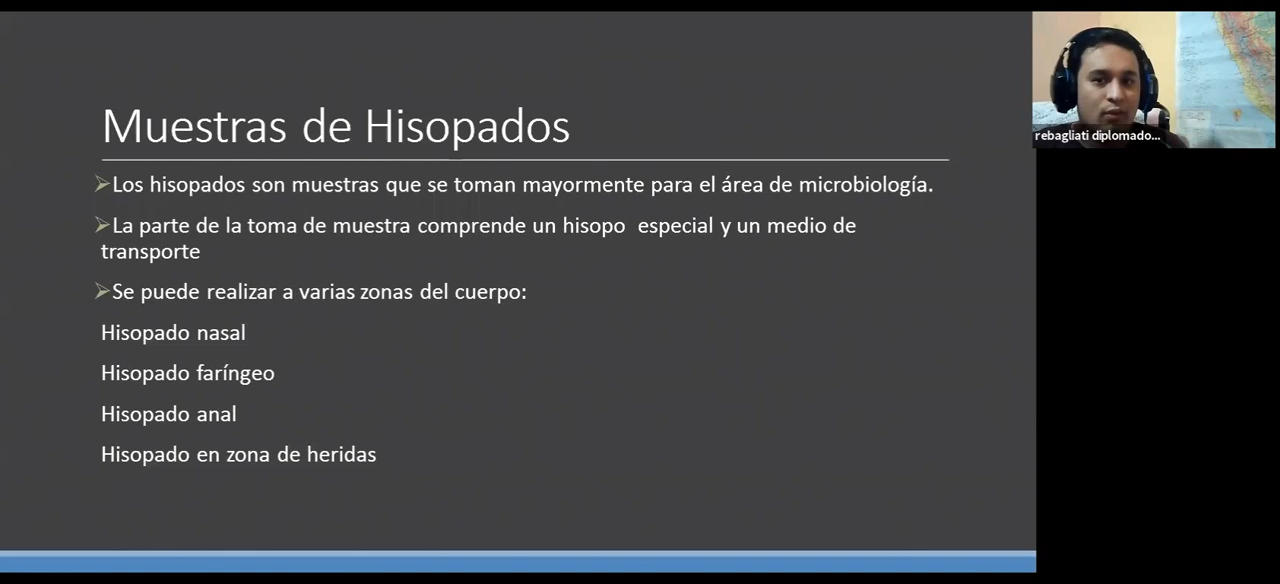 Muestras de Hisopados
➢Los hisopados son muestras que se toman mayormente para el área de microbiología.
➢La parte de la toma de muestra comprende un hisopo  especial y un medio de
transporte
➢Se puede realizar a varias zonas del cuerpo:
Hisopado nasal
Hisopado faríngeo
Hisopado anal
Hisopado en zona de heridas
rebagliati diplomado...